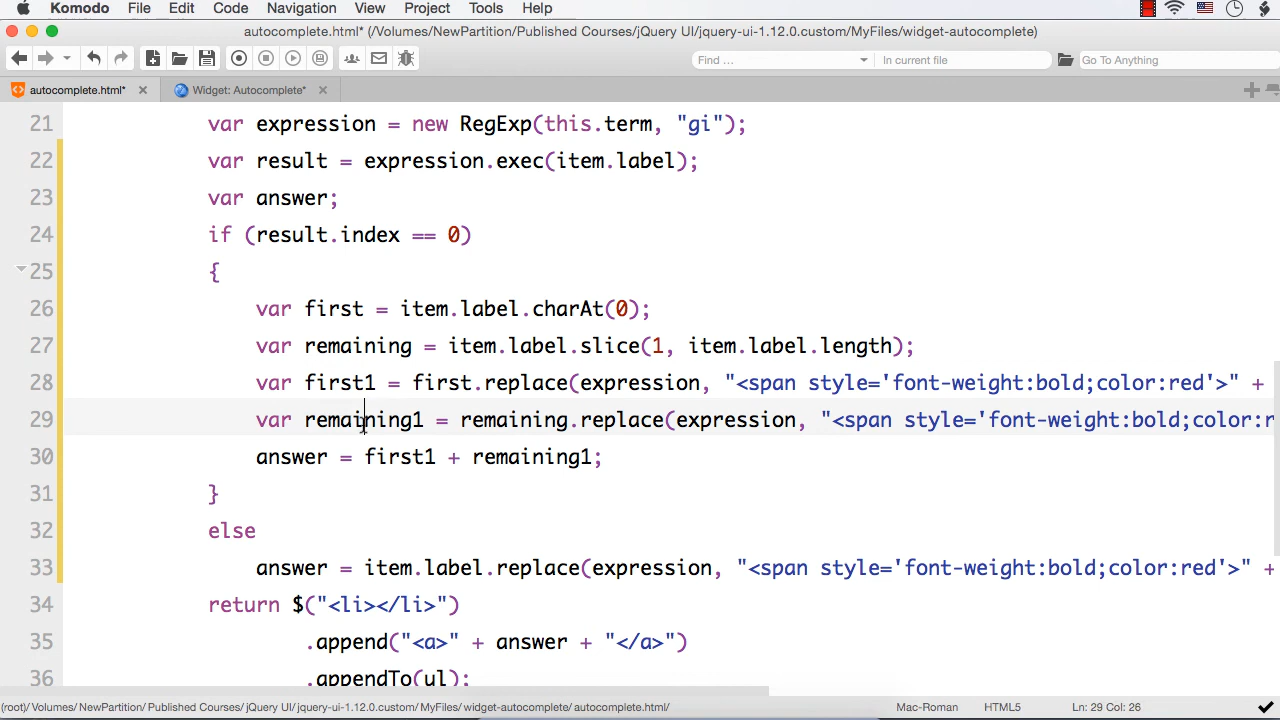 Komodo File Edit Code Navigation View Project Tools Help
autocomplete.html* (/Volumes/NewPartition/Published Courses/jQuery UI/jquery-ui-1.12.0.custom/MyFiles/widget-autocomplete)
Find ... In current file Go To Anything
autocomplete.html* Widget: Autocomplete*
21 var expression = new RegExp(this.term, "gi");
22 var result = expression.exec(item.label);
23 var answer;
24 if (result.index == 0)
25 {
26 var first = item.label.charAt(0);
27 var remaining = item.label.slice(1, item.label.length);
28 var first1 = first.replace(expression, "<span style='font-weight:bold;color:red'>" +
29 var remaining1 = remaining.replace(expression, "<span style='font-weight:bold;color:r
30 answer = first1 + remaining1;
31 }
32 else
33 answer = item.label.replace(expression, "<span style='font-weight:bold;color:red'>" +
34 return $("<li></li>")
35 .append("<a>" + answer + "</a>")
36 .appendTo(ul);
(root)/Volumes/NewPartition/Published Courses/jQuery UI/jquery-ui-1.12.0.custom/MyFiles/widget-autocomplete/autocomplete.html/ Mac-Roman HTML5 Ln: 29 Col: 26